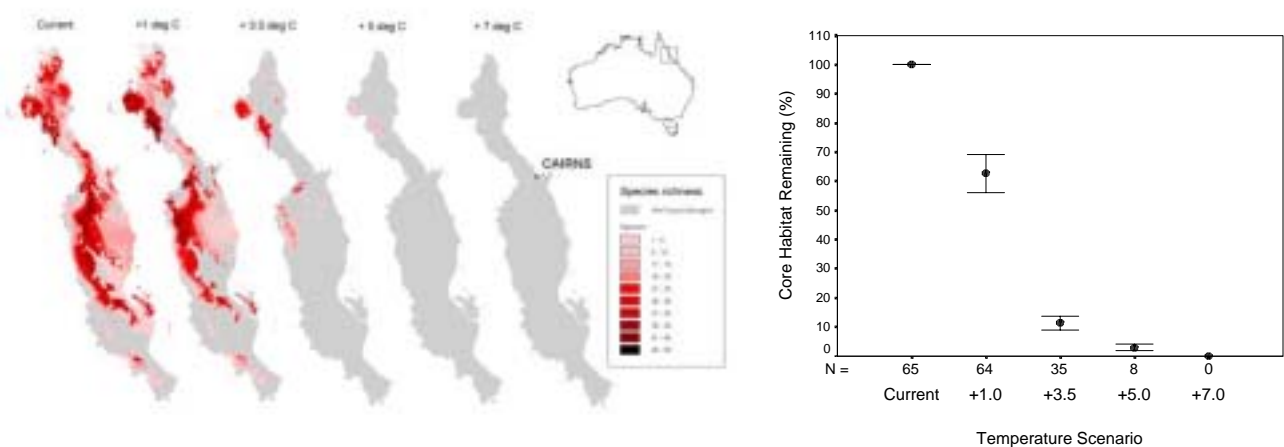 Current
+1 deg C
+ 3.5 deg C
+ 5 deg C
+ 7 deg C
CAIRNS
Species richness
110
100
90
80
70
60
50
40
30
20
10
0
Core Habitat Remaining (%)
N =
65
64
35
8
0
Current
+1.0
+3.5
+5.0
+7.0
Temperature Scenario